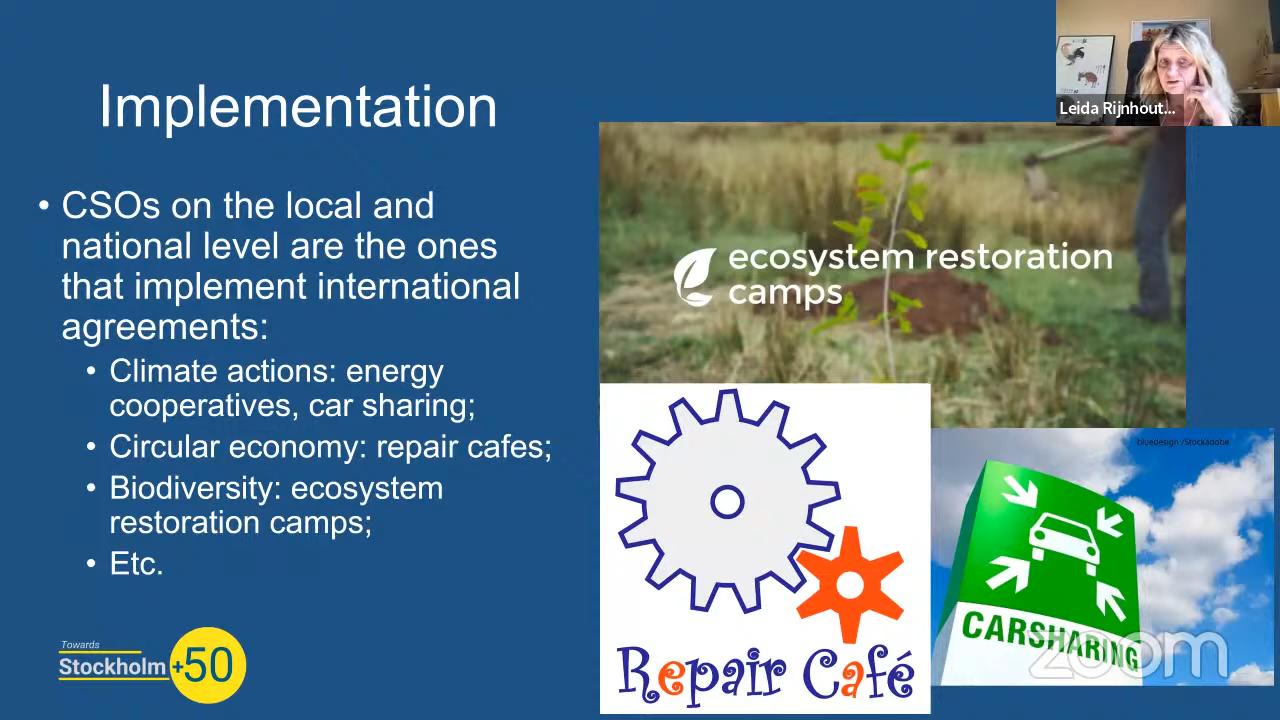 Implementation
• CSOs on the local and
national level are the ones
that implement international
agreements:
• Climate actions: energy
cooperatives, car sharing;
• Circular economy: repair cafes;
• Biodiversity: ecosystem
restoration camps;
• Etc.
Towards
Stockholm +50
Leida Rijnhout...
ecosystem restoration
camps
Repair Café
bluedesign /Stockadobe
CARSHARING
zoom